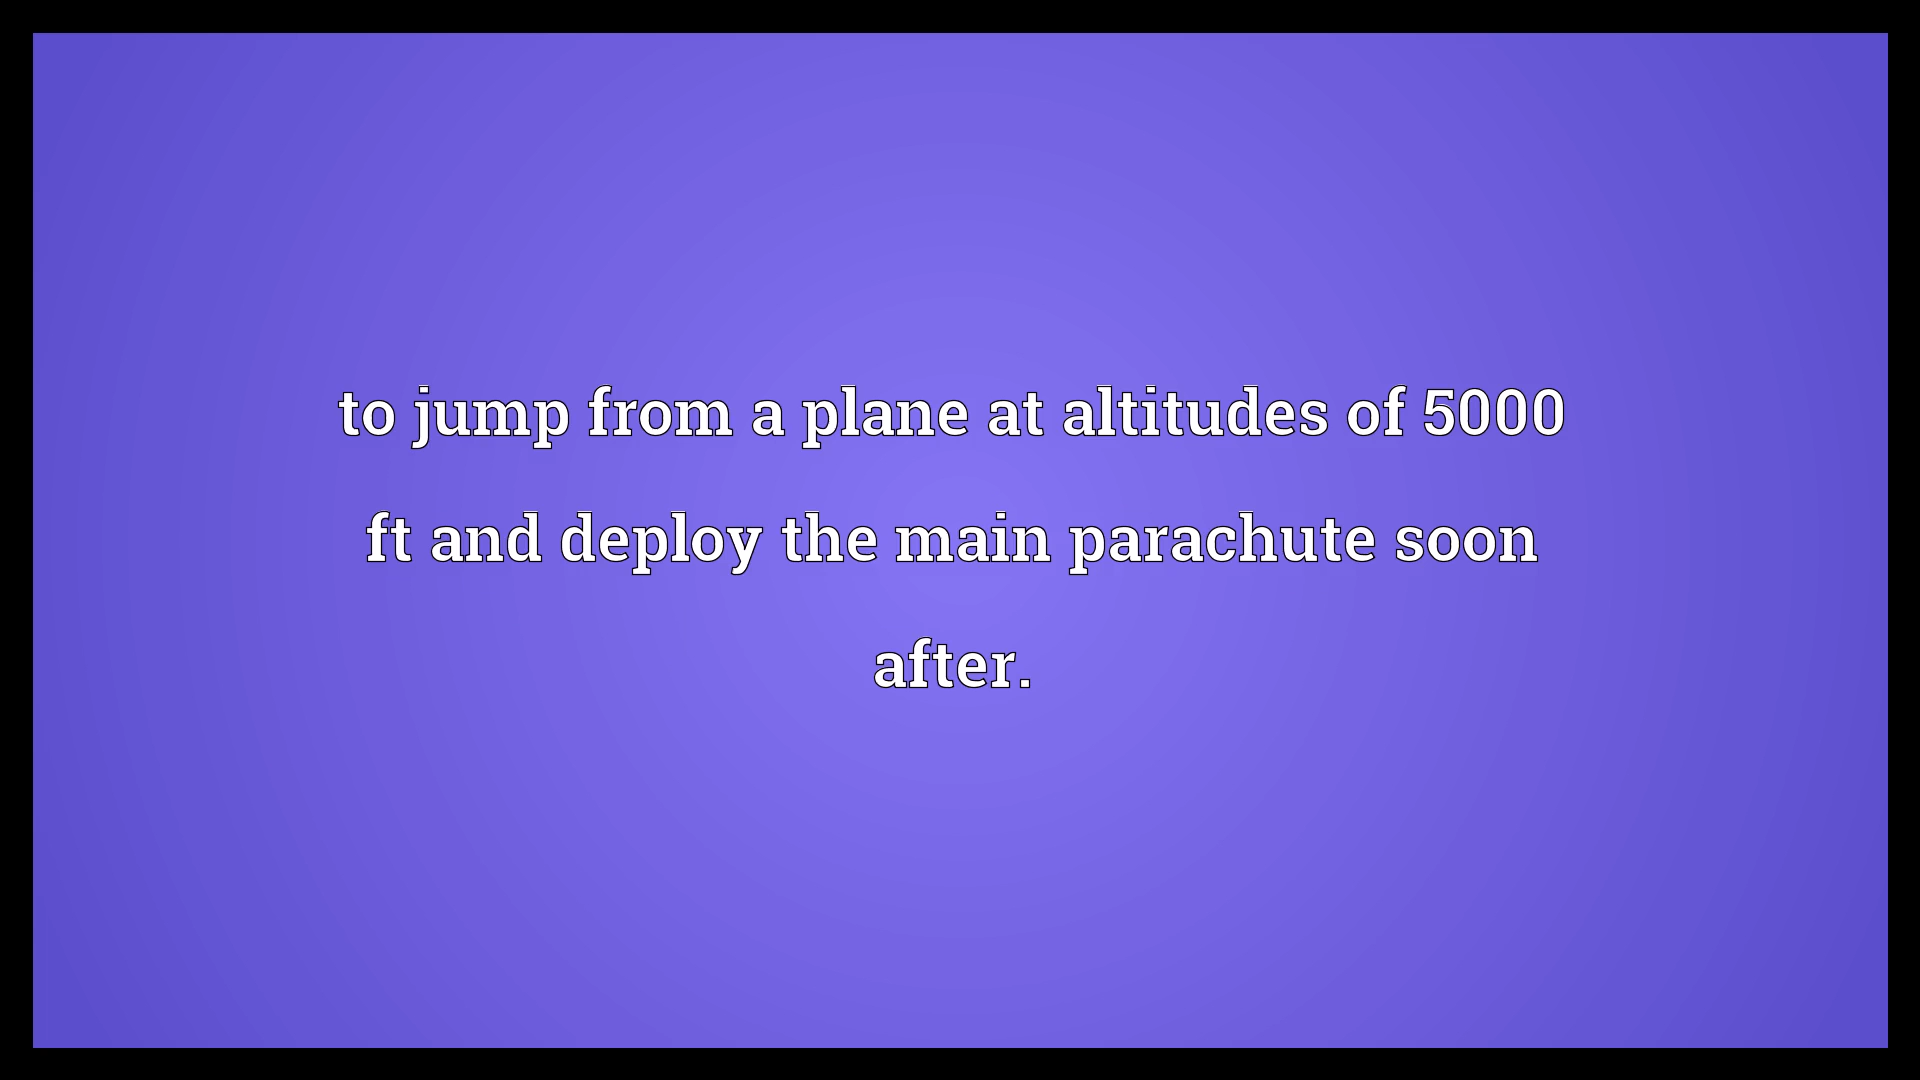 to jump from a plane at altitudes of 5000
ft and deploy the main parachute soon
after.